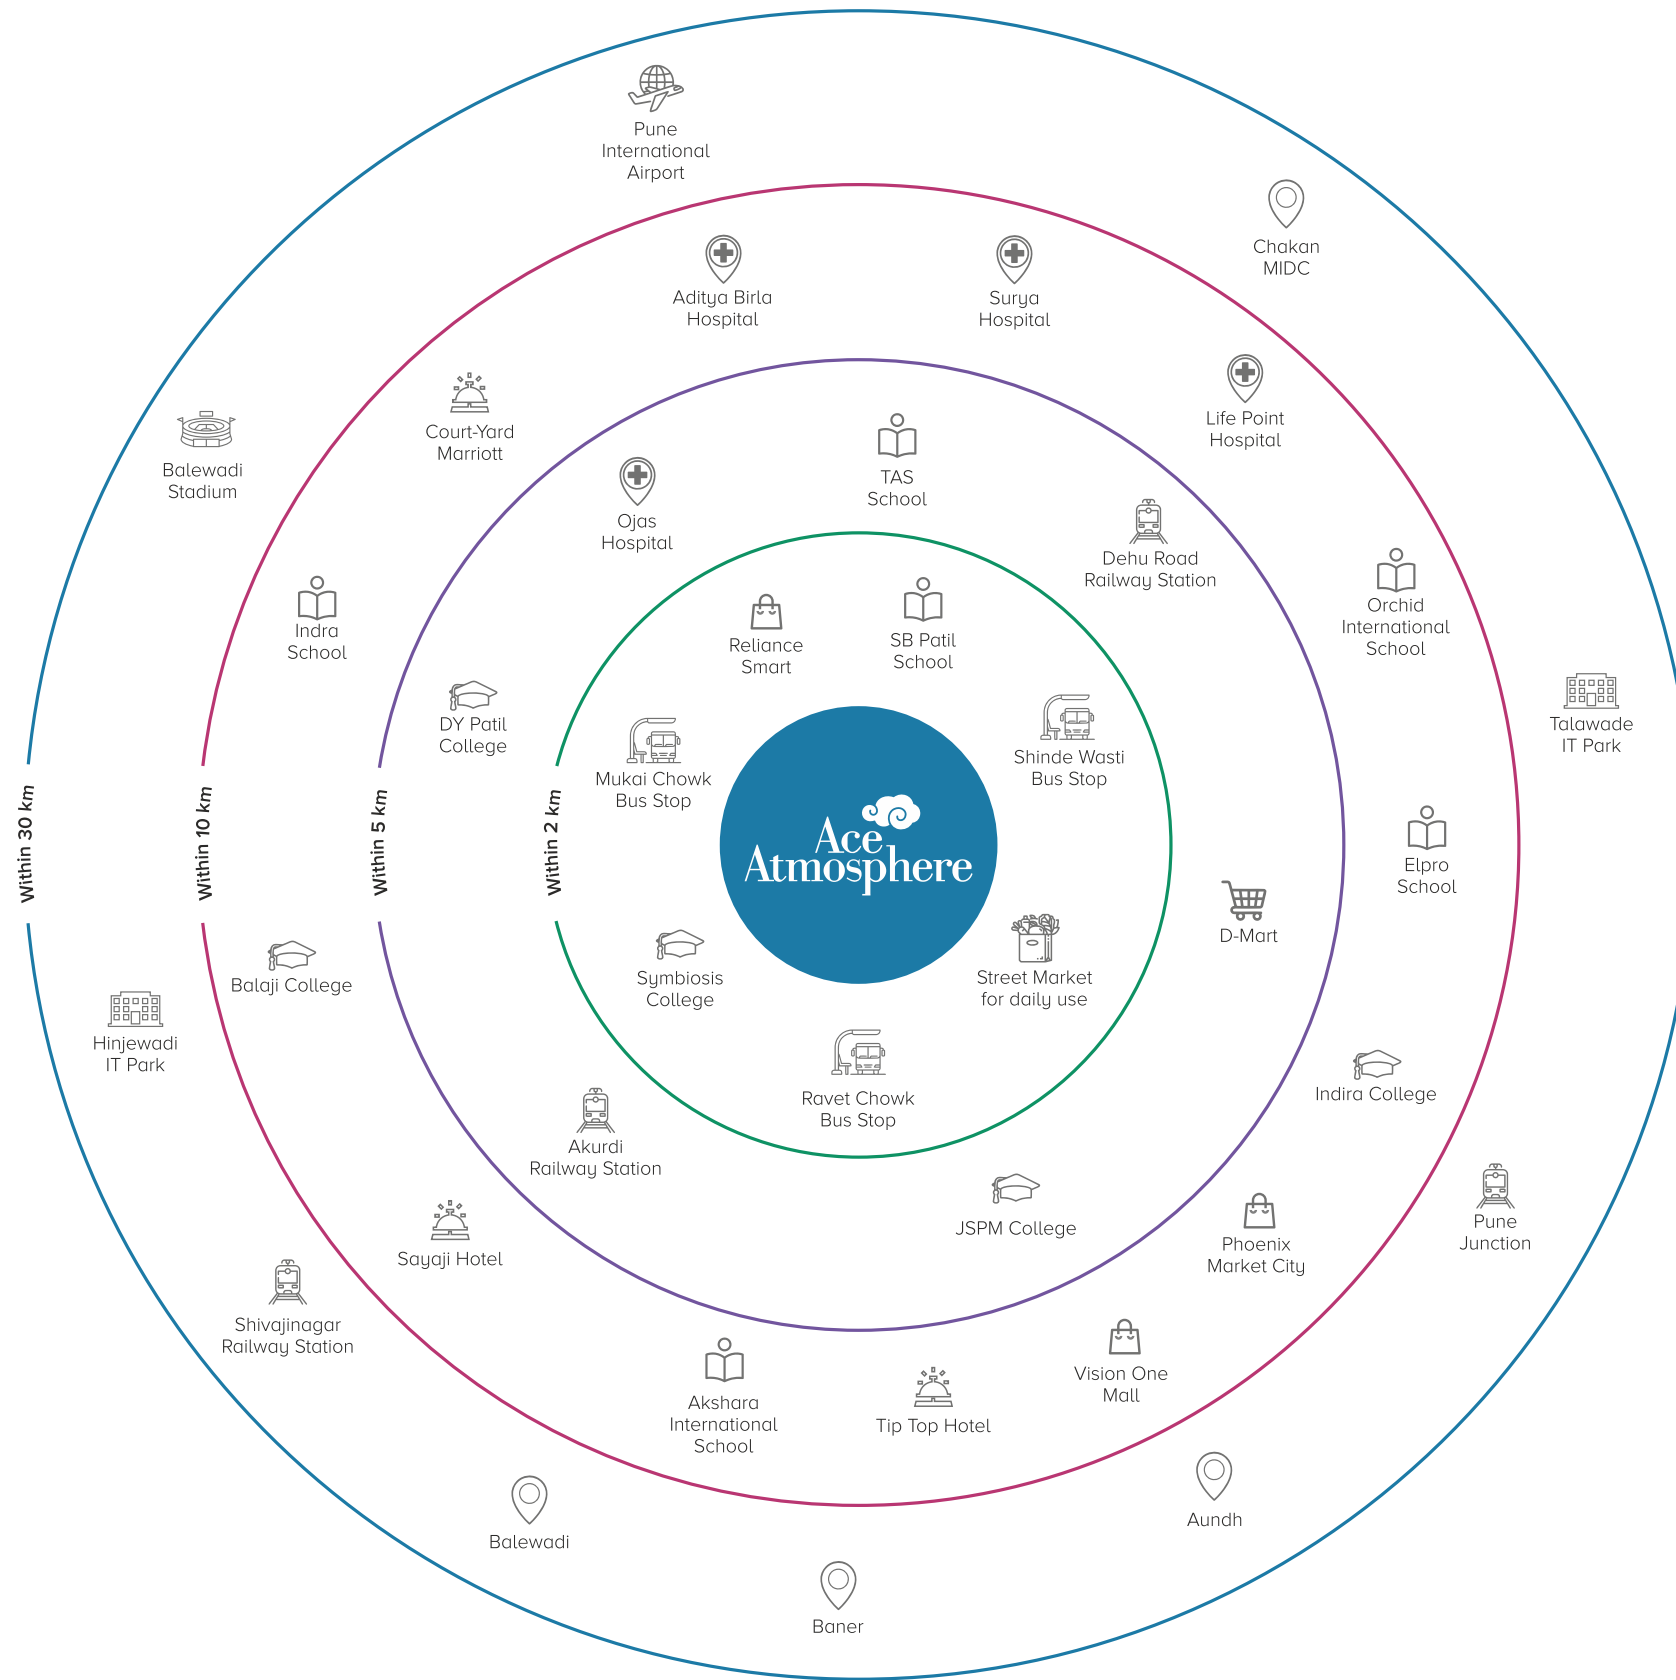 Pune
International
Airport
Chakan
MIDC
Aditya Birla
Hospital
Surya
Hospital
Court-Yard
Marriott
Life Point
Hospital
Balewadi
Stadium
TAS
School
Ojas
Hospital
Dehu Road
Railway Station
Indra
School
Orchid
International
School
Reliance
Smart
SB Patil
School
DY Patil
College
Talawade
IT Park
Mukai Chowk
Bus Stop
Shinde Wasti
Bus Stop
Within 30 km
Within 10 km
Within 5 km
Within 2 km
Ace
Atmosphere
Elpro
School
D-Mart
Balaji College
Symbiosis
College
Street Market
for daily use
Hinjewadi
IT Park
Ravet Chowk
Bus Stop
Indira College
Akurdi
Railway Station
JSPM College
Pune
Junction
Sayaji Hotel
Phoenix
Market City
Shivajinagar
Railway Station
Vision One
Mall
Akshara
International
School
Tip Top Hotel
Aundh
Balewadi
Baner